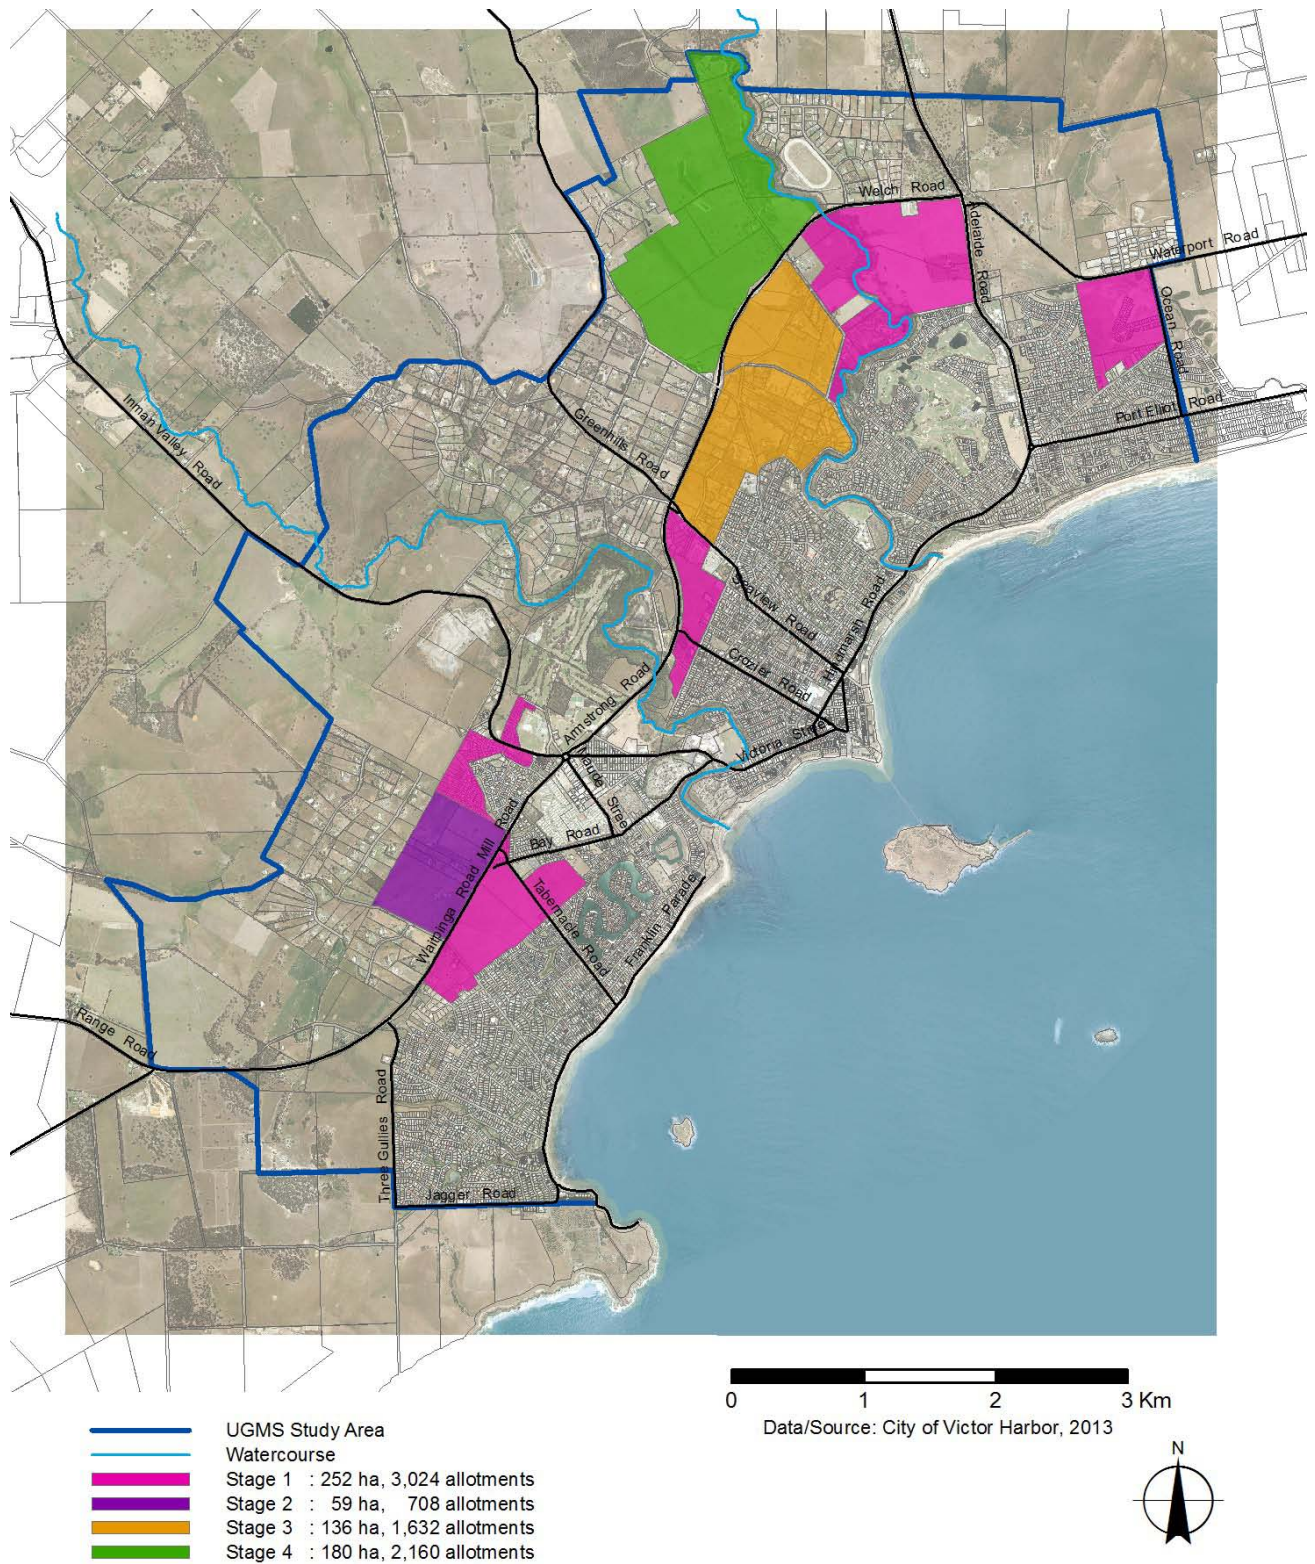 Welch Road
Adelaide Road
Waterport Road
Ocean Road
Port Elliot Road
Inman Valley Road
Greenhills Road
Seaview Road
Hindmarsh Road
Crozier Road
Armstrong Road
Victoria Stree
Maude Stree
Mill Road
Bay Road
Waitpinga Road
Tabernacle Road
Franklin Parade
Range Road
Three Gullies Road
Jagger Road
0 1 2 3 Km
Data/Source: City of Victor Harbor, 2013
N
UGMS Study Area
Watercourse
Stage 1 : 252 ha, 3,024 allotments
Stage 2 : 59 ha, 708 allotments
Stage 3 : 136 ha, 1,632 allotments
Stage 4 : 180 ha, 2,160 allotments